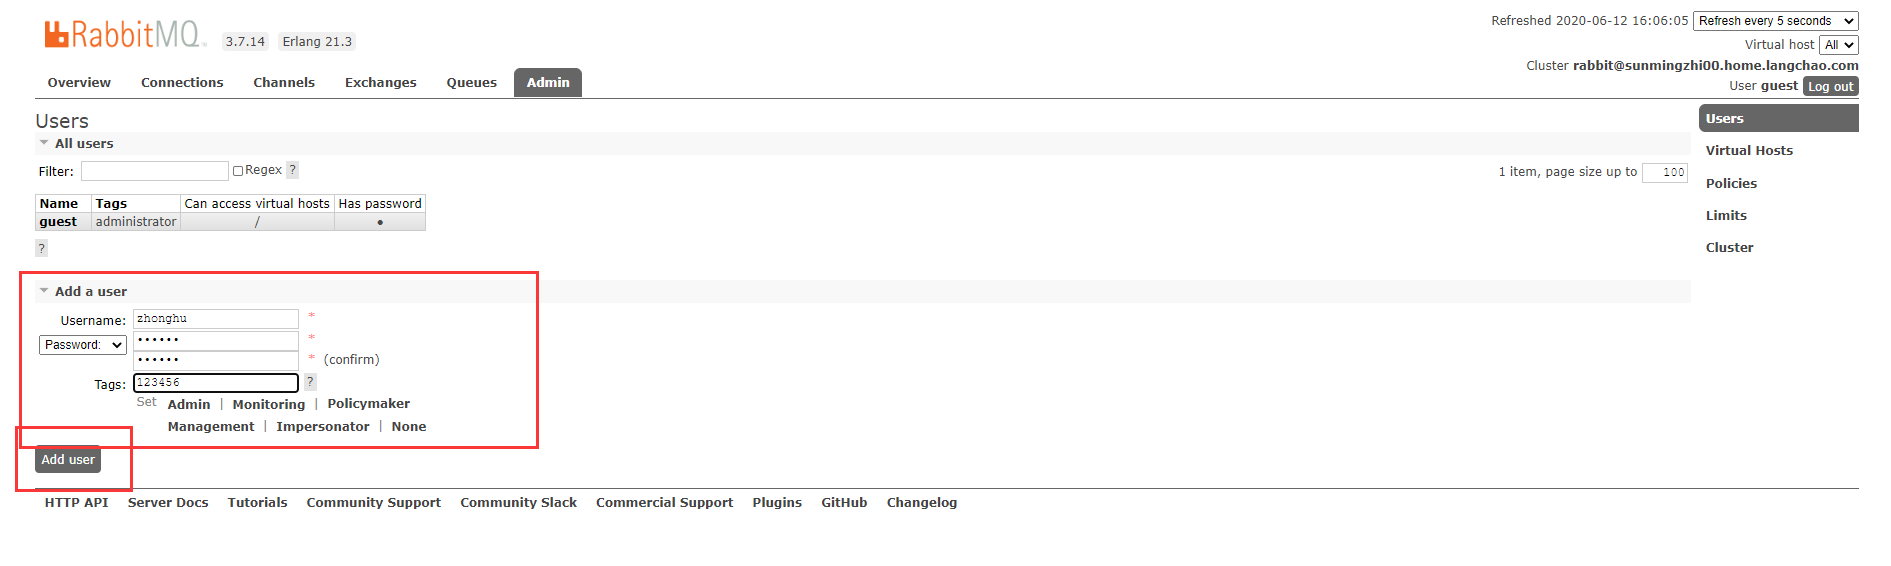 RabbitMQ 3.7.14 Erlang 21.3
Refreshed 2020-06-12 16:06:05 Refresh every 5 seconds
Virtual host All
Cluster rabbit@sunmingzhi00.home.langchao.com
User guest Log out
Overview Connections Channels Exchanges Queues Admin
Users
All users
Filter: Regex ? 1 item, page size up to 100
Name Tags Can access virtual hosts Has password
guest administrator / •
?
Add a user
Username: zhonghu *
Password: •••••• *
•••••• * (confirm)
Tags: 123456 ?
Set Admin | Monitoring | Policymaker
Management | Impersonator | None
Add user
Users
Virtual Hosts
Policies
Limits
Cluster
HTTP API Server Docs Tutorials Community Support Community Slack Commercial Support Plugins GitHub Changelog